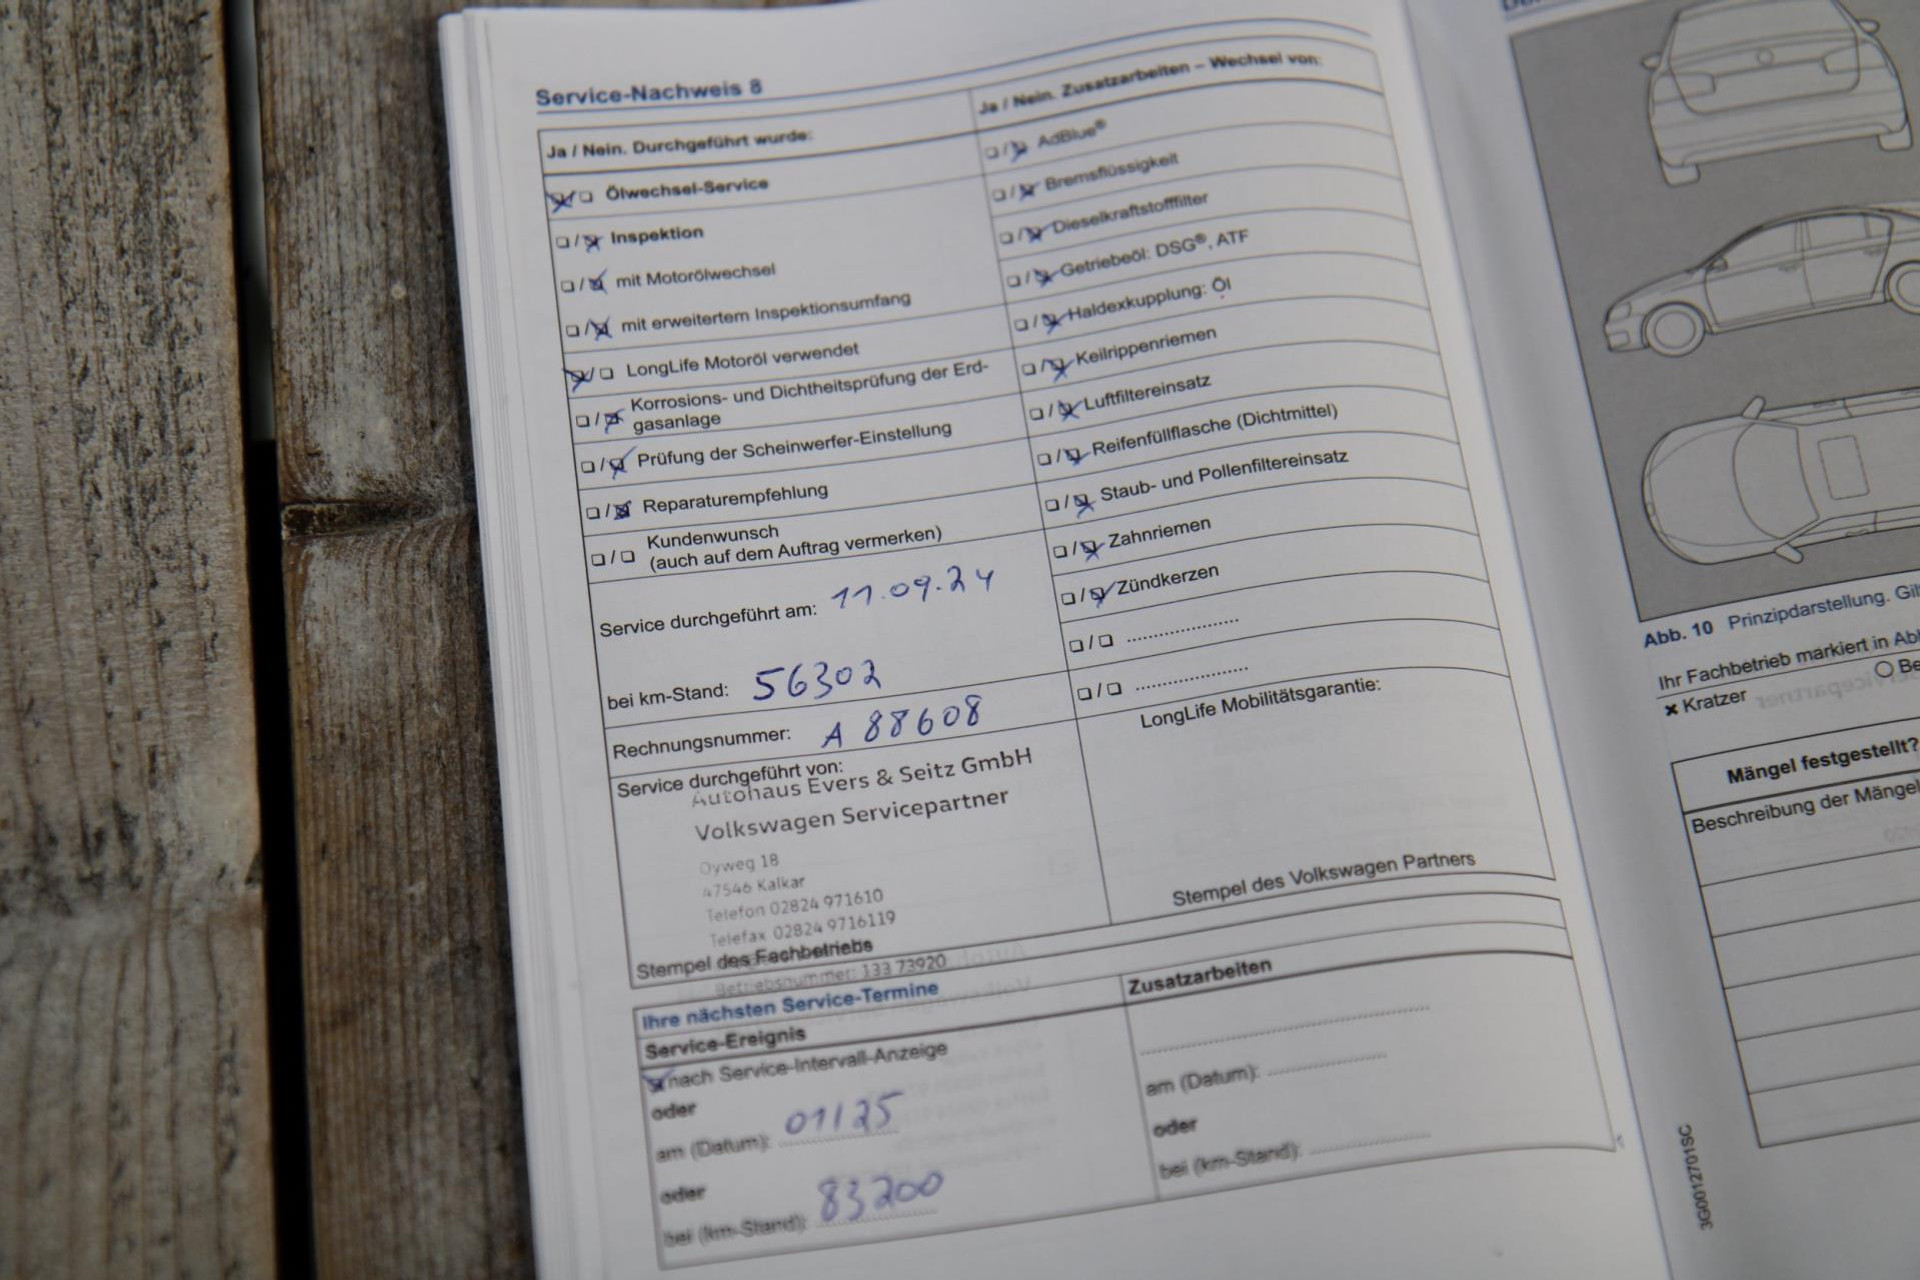 Service-Nachweis 8
Ja / Nein. Durchgeführt wurde:
Ölwechsel-Service
Inspektion
mit Motorölwechsel
mit erweitertem Inspektionsumfang
LongLife Motoröl verwendet
Korrosions- und Dichtheitsprüfung der Erd-
gasanlage
Prüfung der Scheinwerfer-Einstellung
Reparaturempfehlung
Kundenwunsch
(auch auf dem Auftrag vermerken)
Service durchgeführt am: 11.09.24
bei km-Stand: 56302
Rechnungsnummer: A 88608
Service durchgeführt von:
Autohaus Evers & Seitz GmbH
Volkswagen Servicepartner
Oyweg 18
47546 Kalkar
Telefon 02824 971610
Telefax 02824 9716119
Stempel des Fachbetriebs
Betriebsnummer: 133 73920
Ja / Nein. Zusatzarbeiten – Wechsel von:
AdBlue®
Bremsflüssigkeit
Dieselkraftstofffilter
Getriebeöl: DSG®, ATF
Haldexkupplung: Öl
Keilrippenriemen
Luftfiltereinsatz
Reifenfüllflasche (Dichtmittel)
Staub- und Pollenfiltereinsatz
Zahnriemen
Zündkerzen
LongLife Mobilitätsgarantie:
Stempel des Volkswagen Partners
Ihre nächsten Service-Termine
Service-Ereignis
nach Service-Intervall-Anzeige
oder
am (Datum): 01/25
oder
bei (km-Stand): 83200
Zusatzarbeiten
am (Datum):
oder
bei (km-Stand):
Abb. 10 Prinzipdarstellung.
Ihr Fachbetrieb markiert in
× Kratzer
Mängel festgestellt?
Beschreibung der Mängel
3G0012701SC